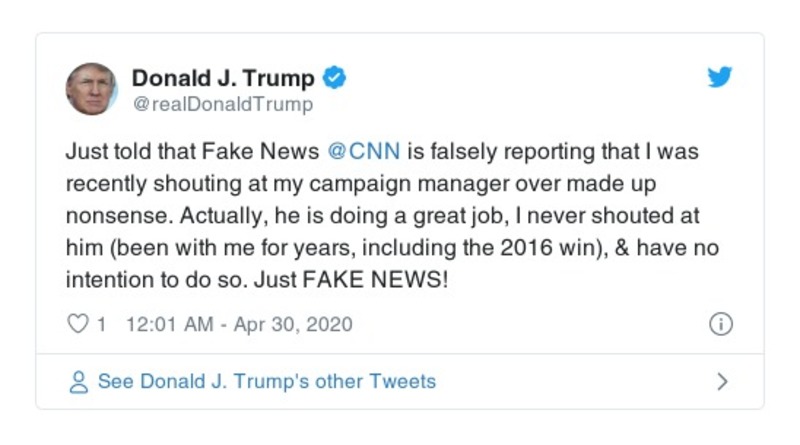 Donald J. Trump
@realDonaldTrump
Just told that Fake News @CNN is falsely reporting that I was
recently shouting at my campaign manager over made up
nonsense. Actually, he is doing a great job, I never shouted at
him (been with me for years, including the 2016 win), & have no
intention to do so. Just FAKE NEWS!
1 12:01 AM - Apr 30, 2020
See Donald J. Trump's other Tweets